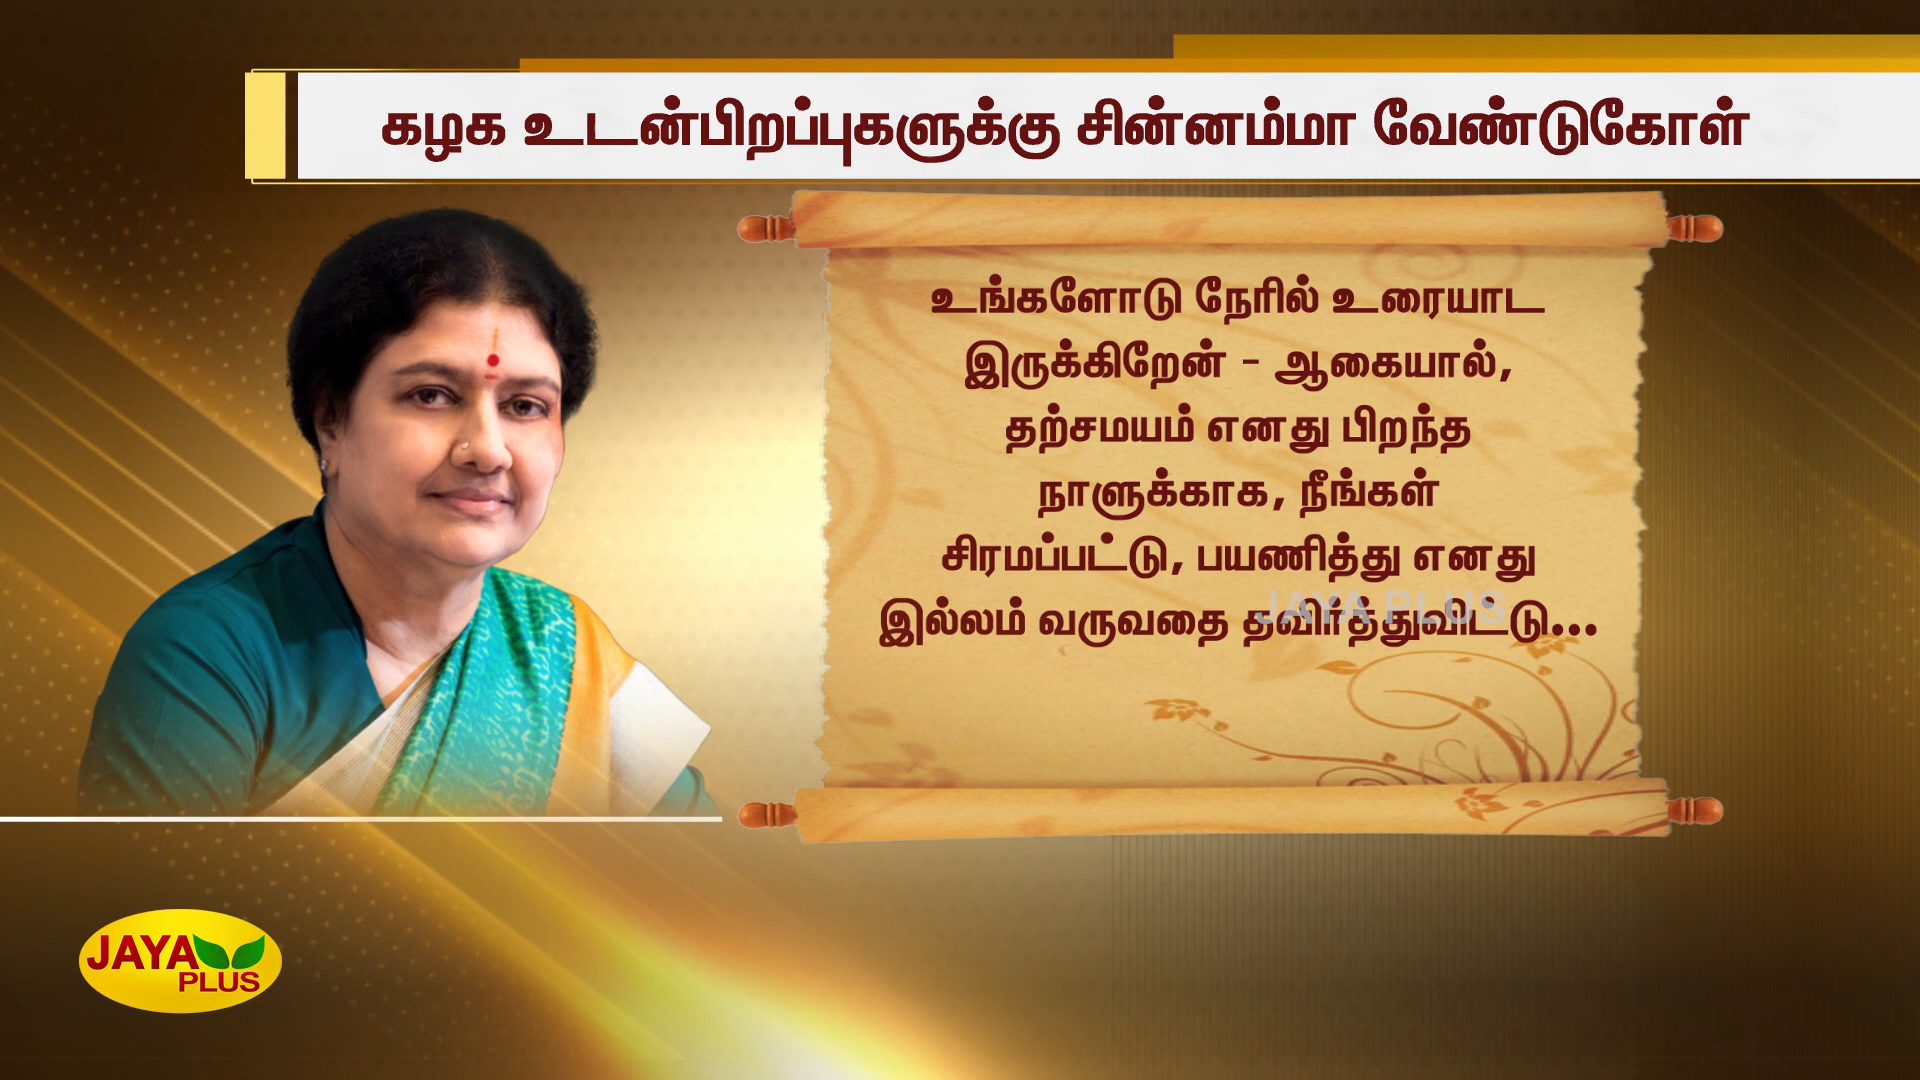 கழக உடன்பிறப்புகளுக்கு சின்னம்மா வேண்டுகோள்
உங்களோடு நேரில் உரையாட
இருக்கிறேன் - ஆகையால்,
தற்சமயம் எனது பிறந்த
நாளுக்காக, நீங்கள்
சிரமப்பட்டு, பயணித்து எனது
இல்லம் வருவதை தவிர்த்துவிட்டு...
JAYA PLUS
JAYA
PLUS